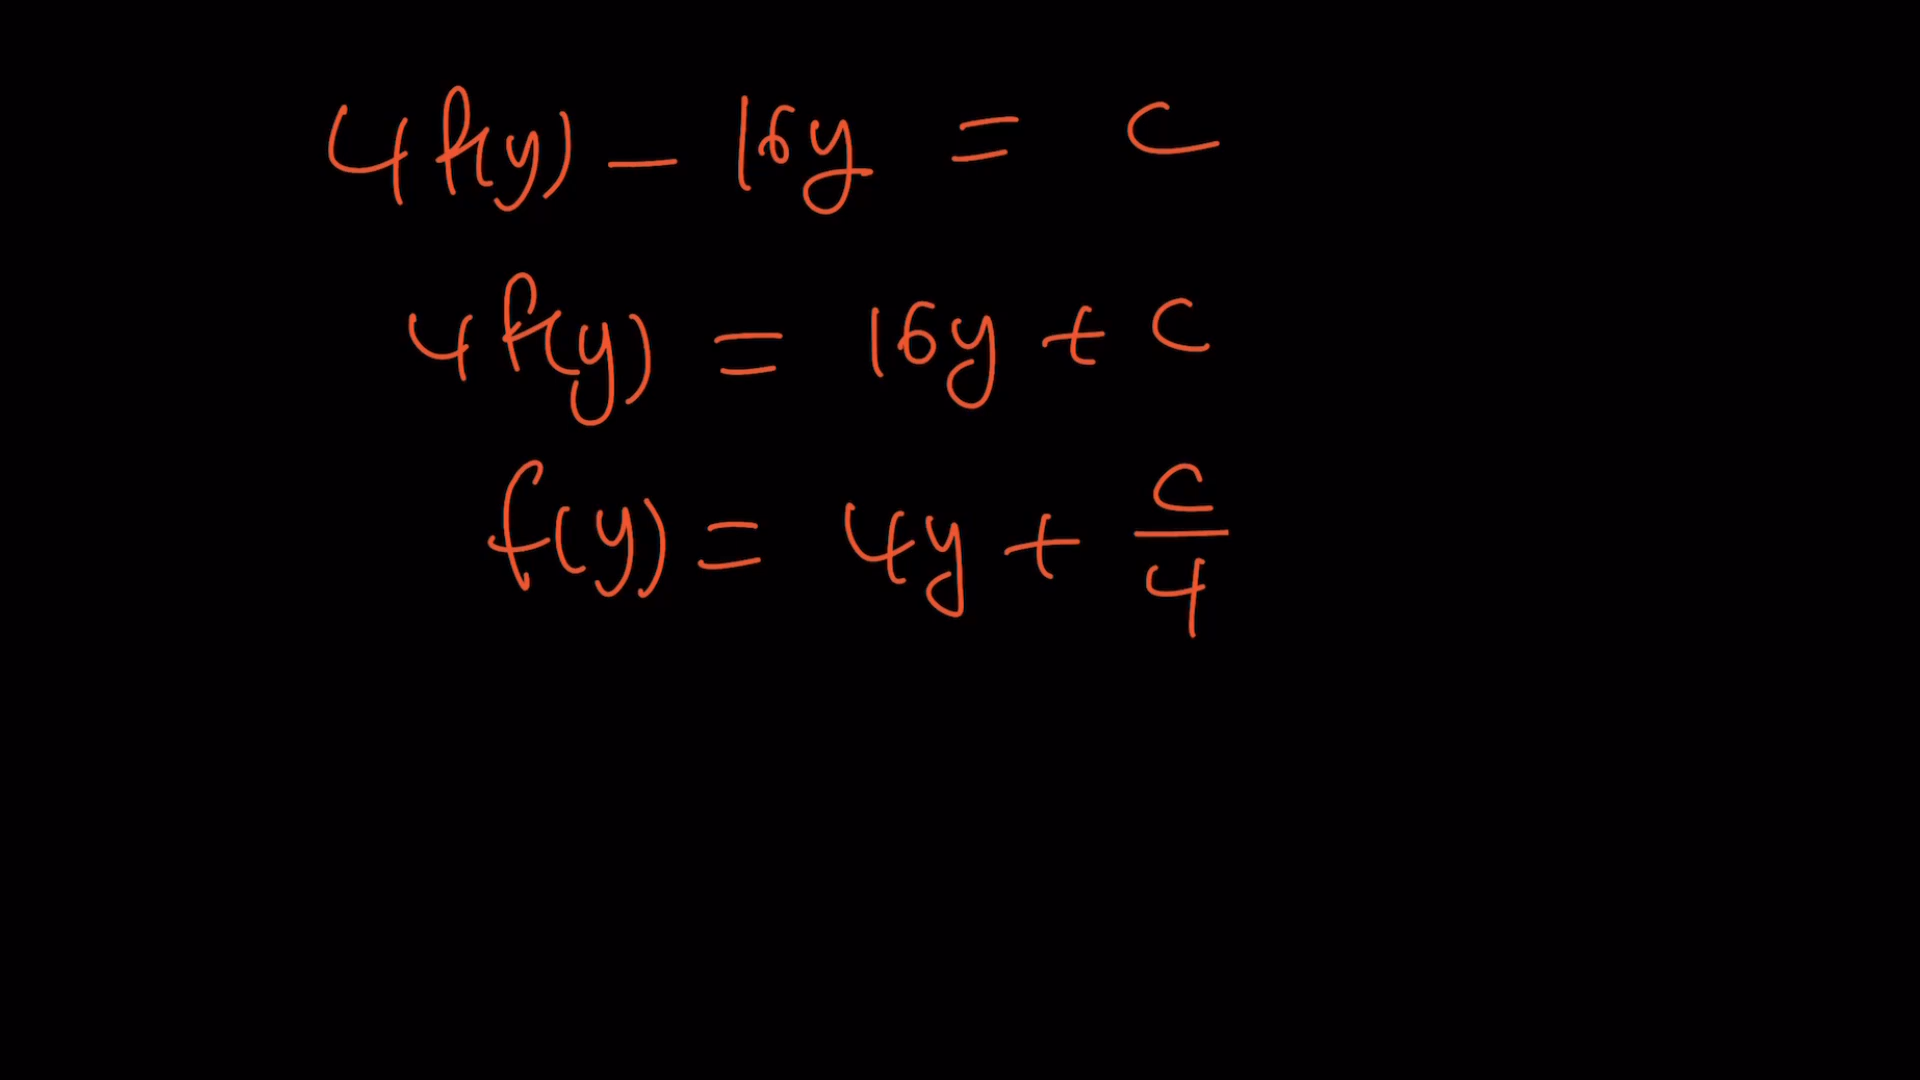 4f(y) - 16y = c
4f(y) = 16y + c
f(y) = 4y + c/4